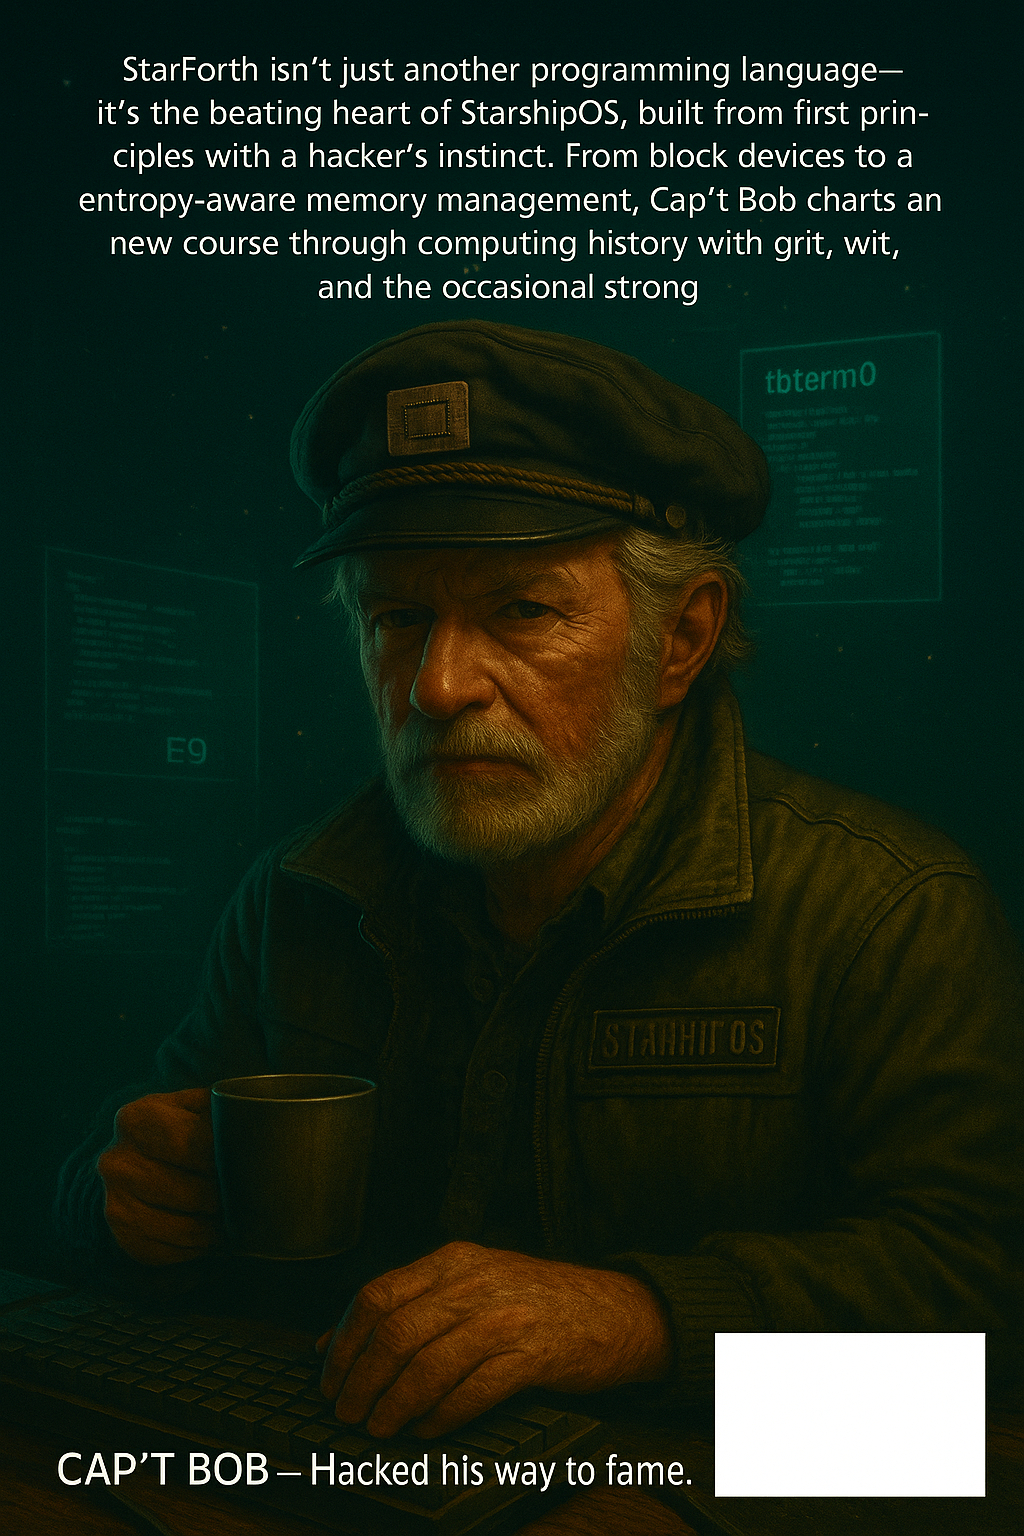 StarForth isn’t just another programming language—
it’s the beating heart of StarshipOS, built from first prin-
ciples with a hacker’s instinct. From block devices to a
entropy-aware memory management, Cap’t Bob charts an
new course through computing history with grit, wit,
and the occasional strong
tbterm0
E9
OS
CAP’T BOB – Hacked his way to fame.